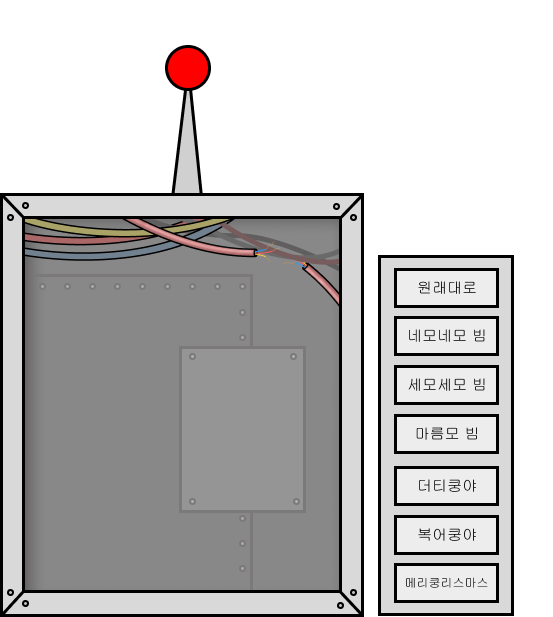 원래대로
네모네모 빔
세모세모 빔
마름모 빔
더티쿵야
복어쿵야
메리쿵리스마스